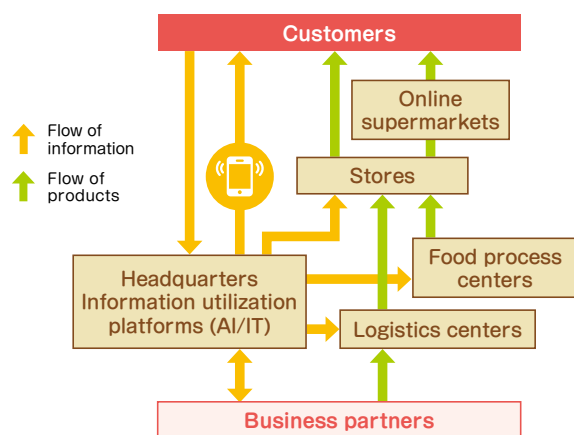 Customers
Online
supermarkets
Flow of
information
Flow of
products
Stores
Headquarters
Information utilization
platforms (AI/IT)
Food process
centers
Logistics centers
Business partners